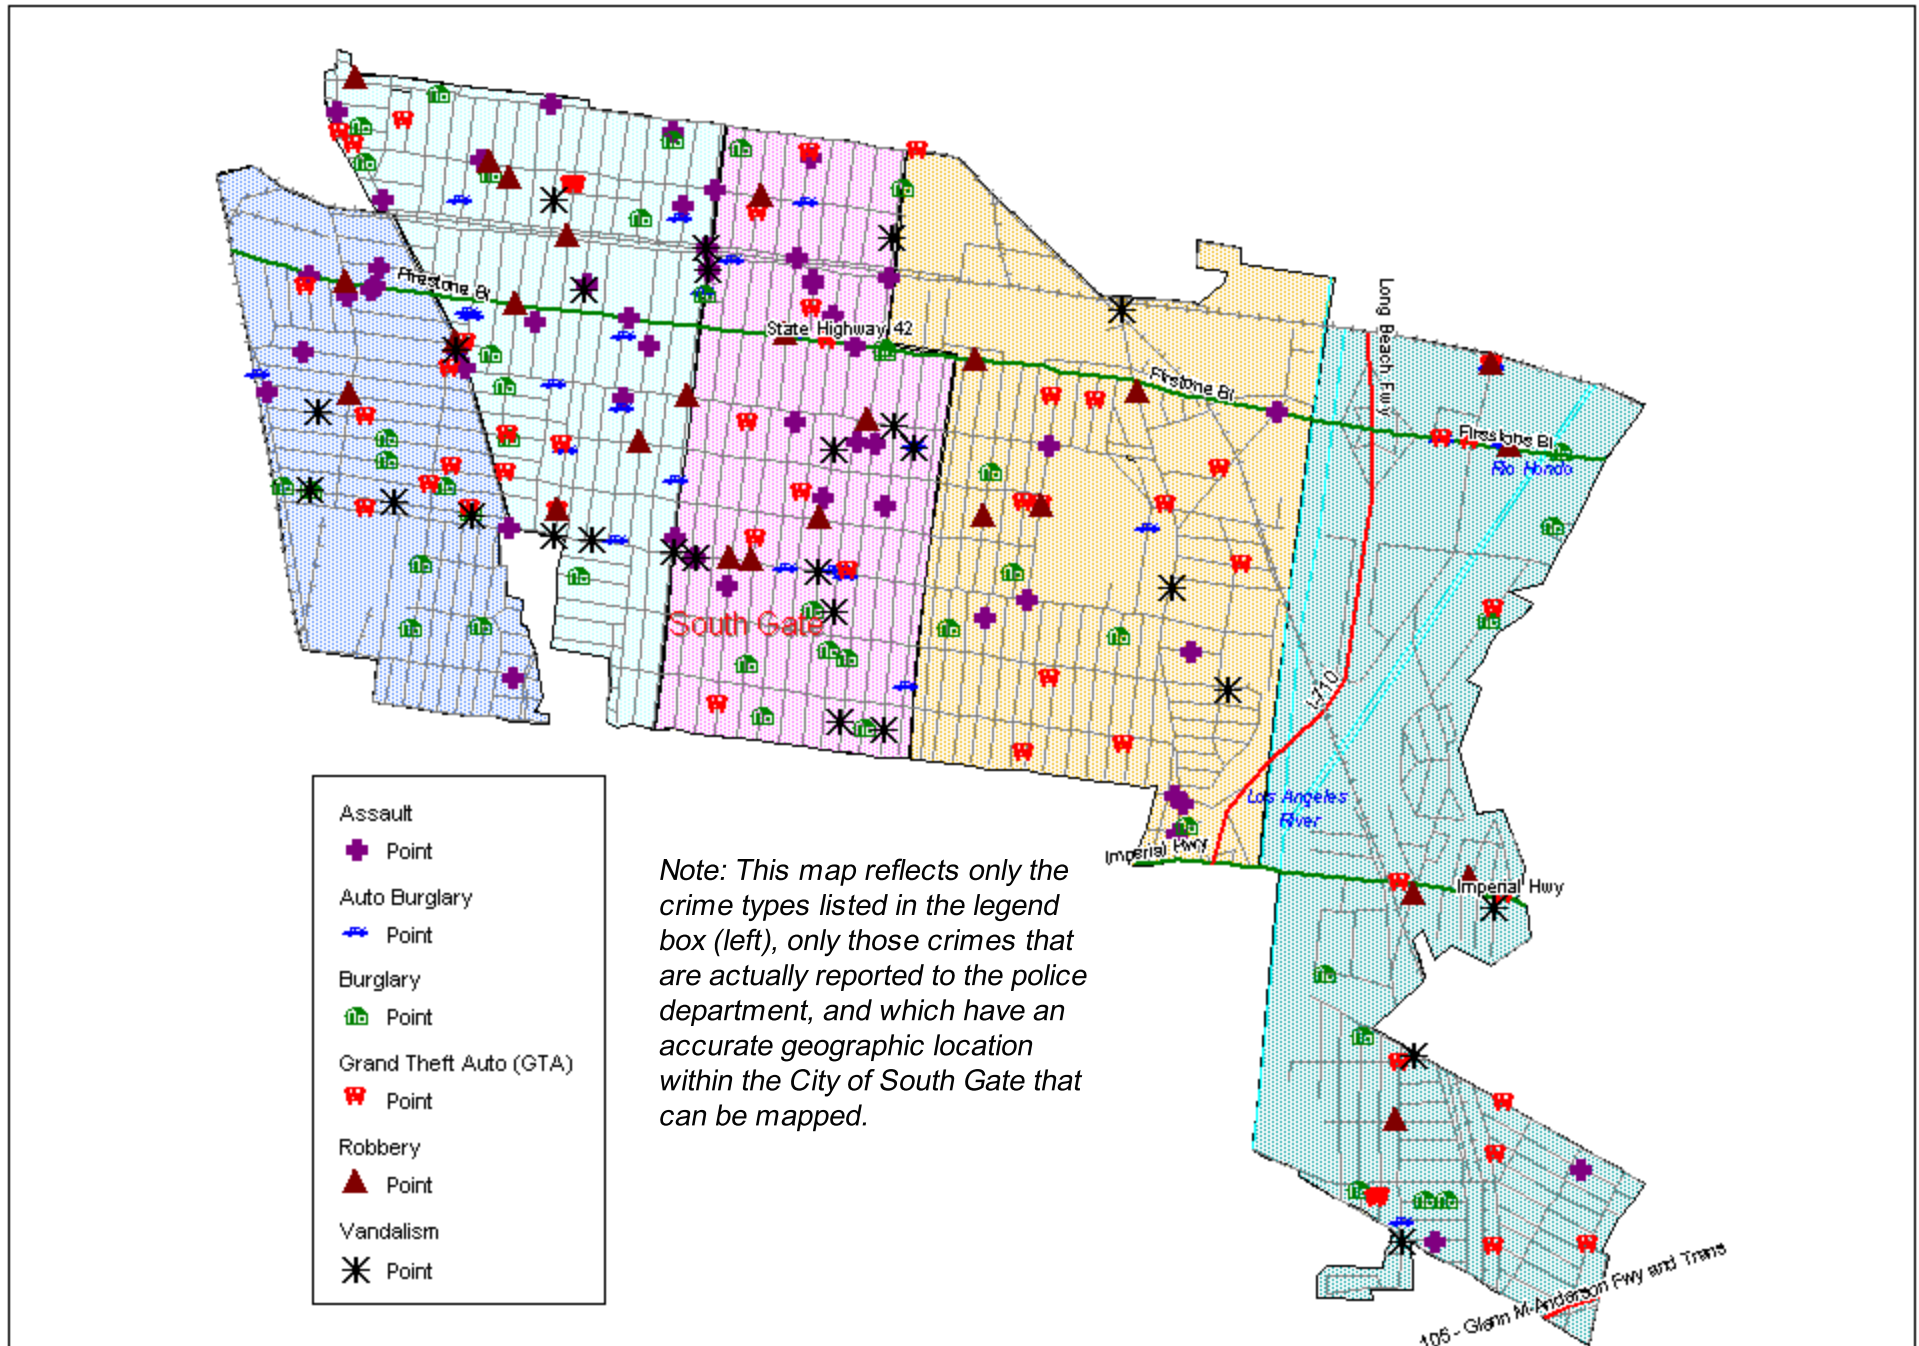 Firestone Bl
State Highway 42
Firstone Bl
Long Beach Fwy
Firestone Bl
Rio Hondo
South Gate
I-710
Los Angeles
River
Imperial Hwy
Imperial Hwy
Assault
Point
Auto Burglary
Point
Burglary
Point
Grand Theft Auto (GTA)
Point
Robbery
Point
Vandalism
Point
Note: This map reflects only the
crime types listed in the legend
box (left), only those crimes that
are actually reported to the police
department, and which have an
accurate geographic location
within the City of South Gate that
can be mapped.
105 - Glenn M Anderson Fwy and Trans